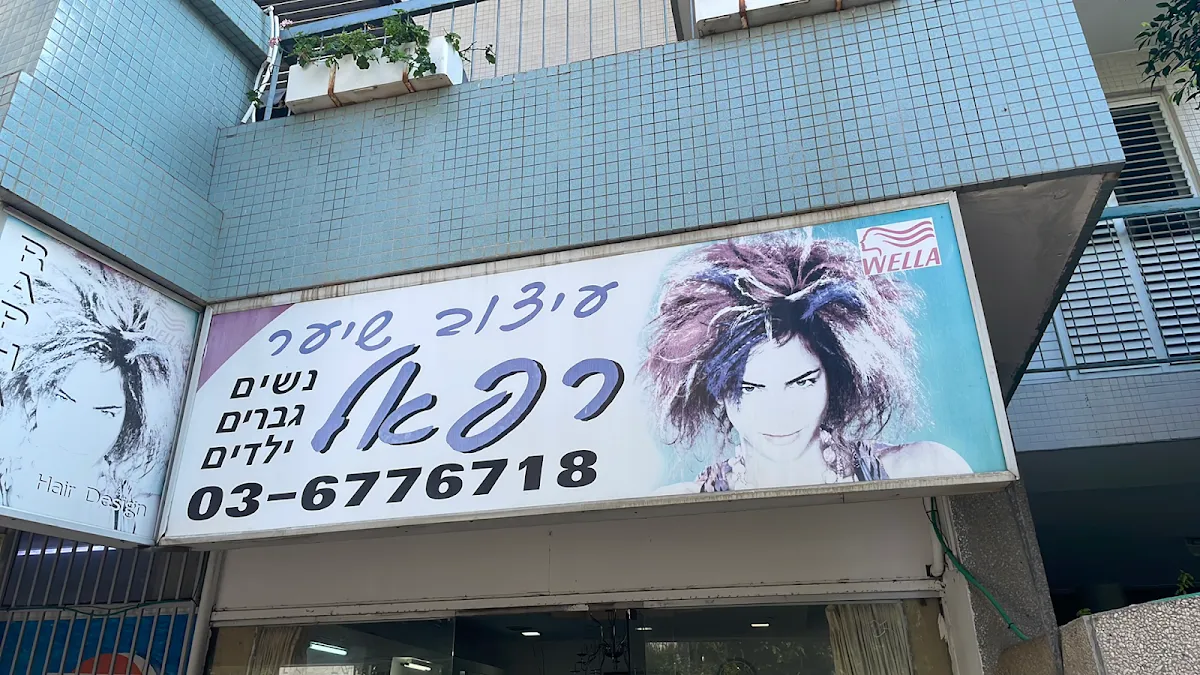 עיצוב שיער
רפאל
נשים
גברים
ילדים
03-6776718
WELLA
Hair Design